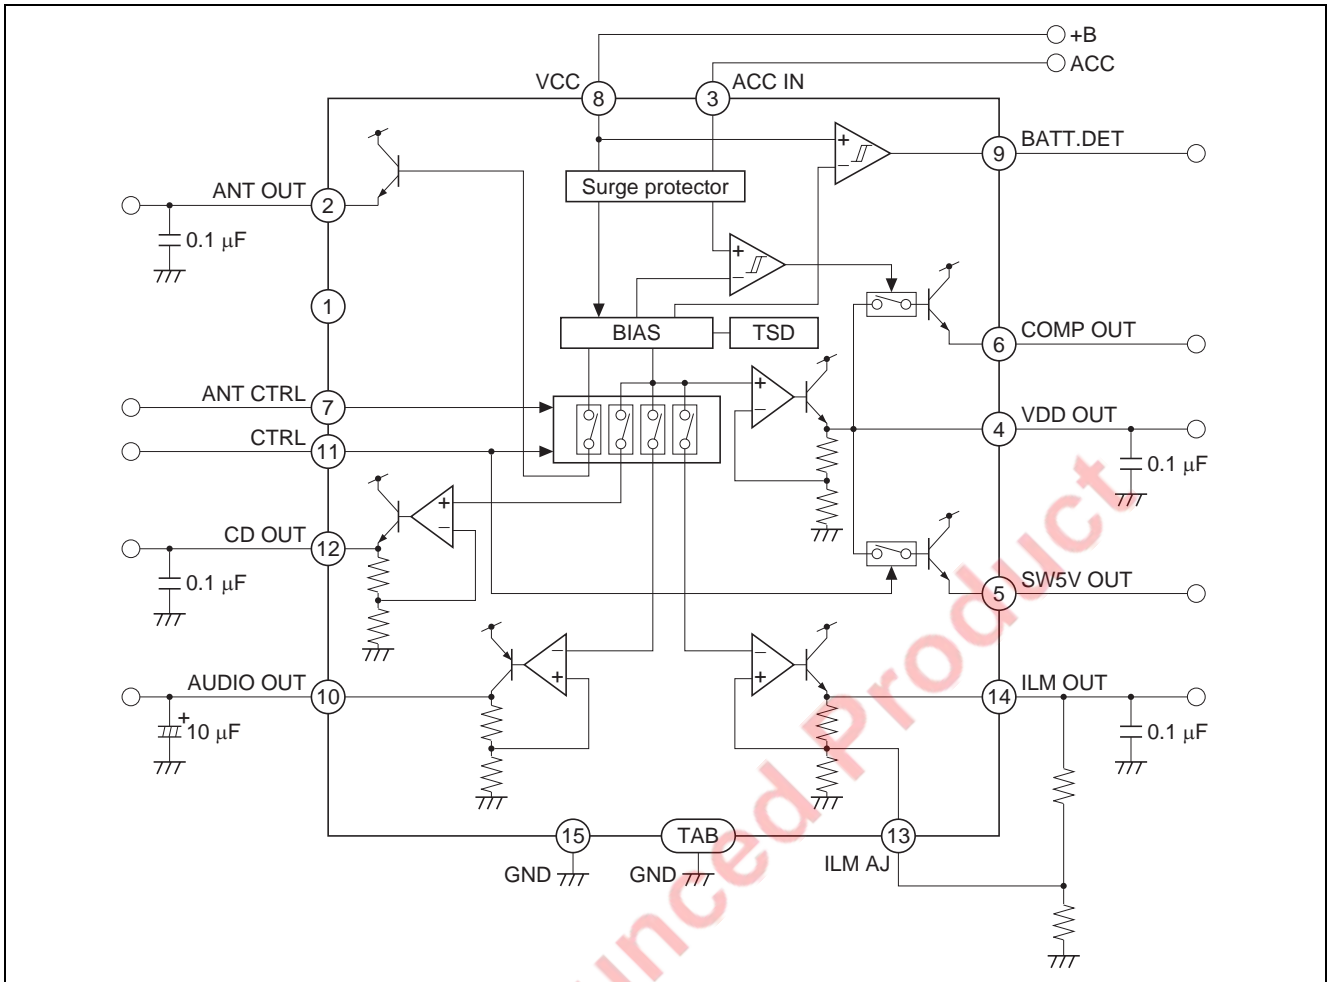 +B
ACC
VCC
8
3
ACC IN
+
−
9
BATT.DET
Surge protector
ANT OUT
2
0.1 μF
+
−
1
BIAS
TSD
6
COMP OUT
ANT CTRL
7
+
−
4
VDD OUT
0.1 μF
CTRL
11
CD OUT
12
+
−
0.1 μF
5
SW5V OUT
AUDIO OUT
10
−
+
+
10 μF
−
+
14
ILM OUT
0.1 μF
15
GND
TAB
GND
13
ILM AJ
unced Product